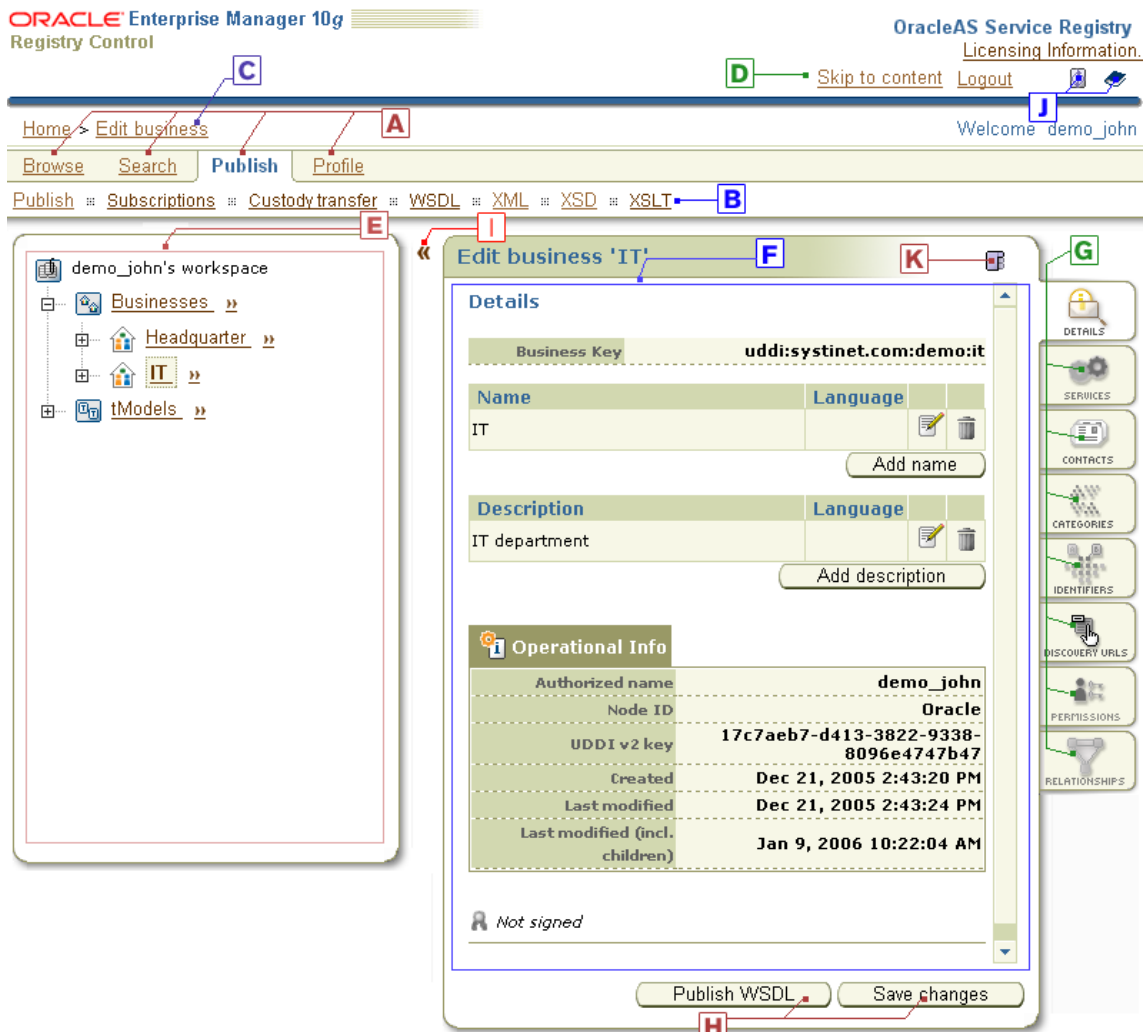 ORACLE Enterprise Manager 10g
Registry Control
OracleAS Service Registry
Licensing Information.
C
D
Skip to content Logout
J
Home > Edit business
A
Welcome demo_john
Browse Search Publish Profile
Publish Subscriptions Custody transfer WSDL XML XSD XSLT
B
E
demo_john's workspace
Businesses »
Headquarter »
IT »
tModels »
«
I
Edit business 'IT'
F
K
G
Details
Business Key uddi:systinet.com:demo:it
Name Language
IT
Add name
Description Language
IT department
Add description
Operational Info
Authorized name demo_john
Node ID Oracle
UDDI v2 key 17c7aeb7-d413-3822-9338-
8096e4747b47
Created Dec 21, 2005 2:43:20 PM
Last modified Dec 21, 2005 2:43:24 PM
Last modified (incl.
children) Jan 9, 2006 10:22:04 AM
Not signed
Publish WSDL Save changes
H
DETAILS
SERVICES
CONTACTS
CATEGORIES
IDENTIFIERS
DISCOVERY URLS
PERMISSIONS
RELATIONSHIPS